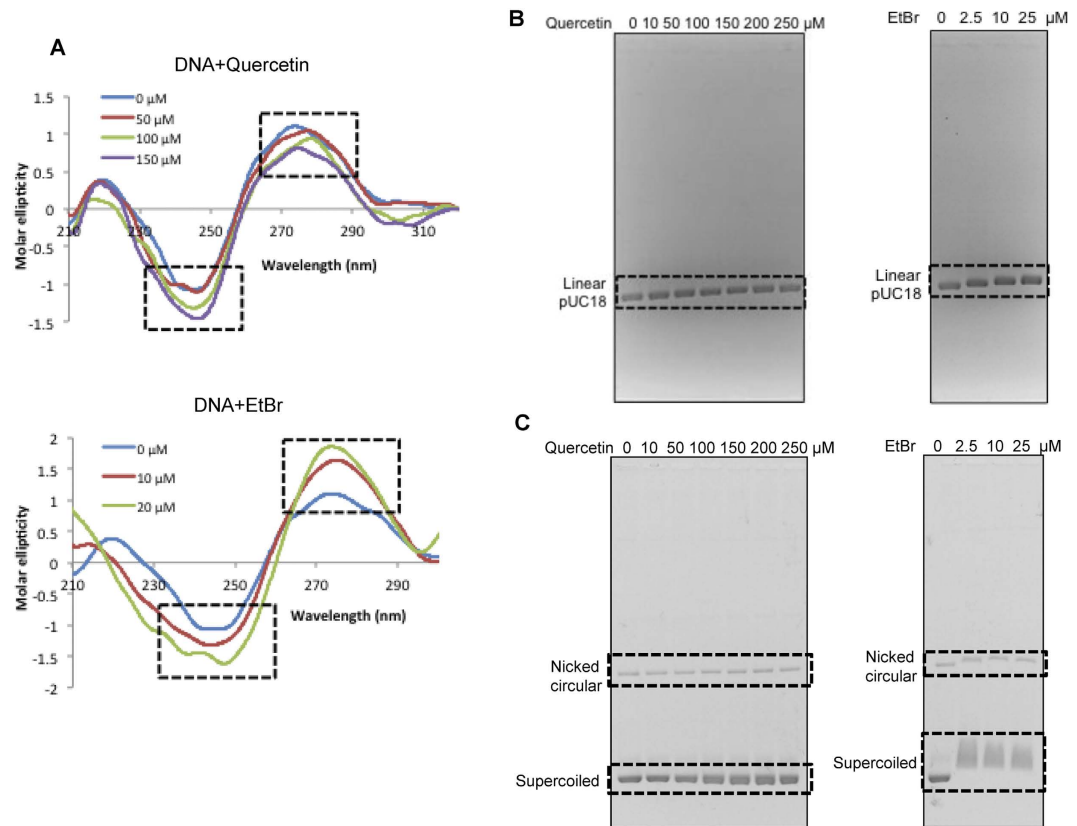 A
DNA+Quercetin
1.5
1
0.5
0
-0.5
-1
-1.5
Molar ellipticity
0 µM
50 µM
100 µM
150 µM
210 230 250 270 290 310
Wavelength (nm)
DNA+EtBr
2
1.5
1
0.5
0
-0.5
-1
-1.5
-2
Molar ellipticity
0 µM
10 µM
20 µM
210 230 250 270 290
Wavelength (nm)
B
Quercetin 0 10 50 100 150 200 250 µM
Linear
pUC18
EtBr 0 2.5 10 25 µM
Linear
pUC18
C
Quercetin 0 10 50 100 150 200 250 µM
Nicked
circular
Supercoiled
EtBr 0 2.5 10 25 µM
Nicked
circular
Supercoiled